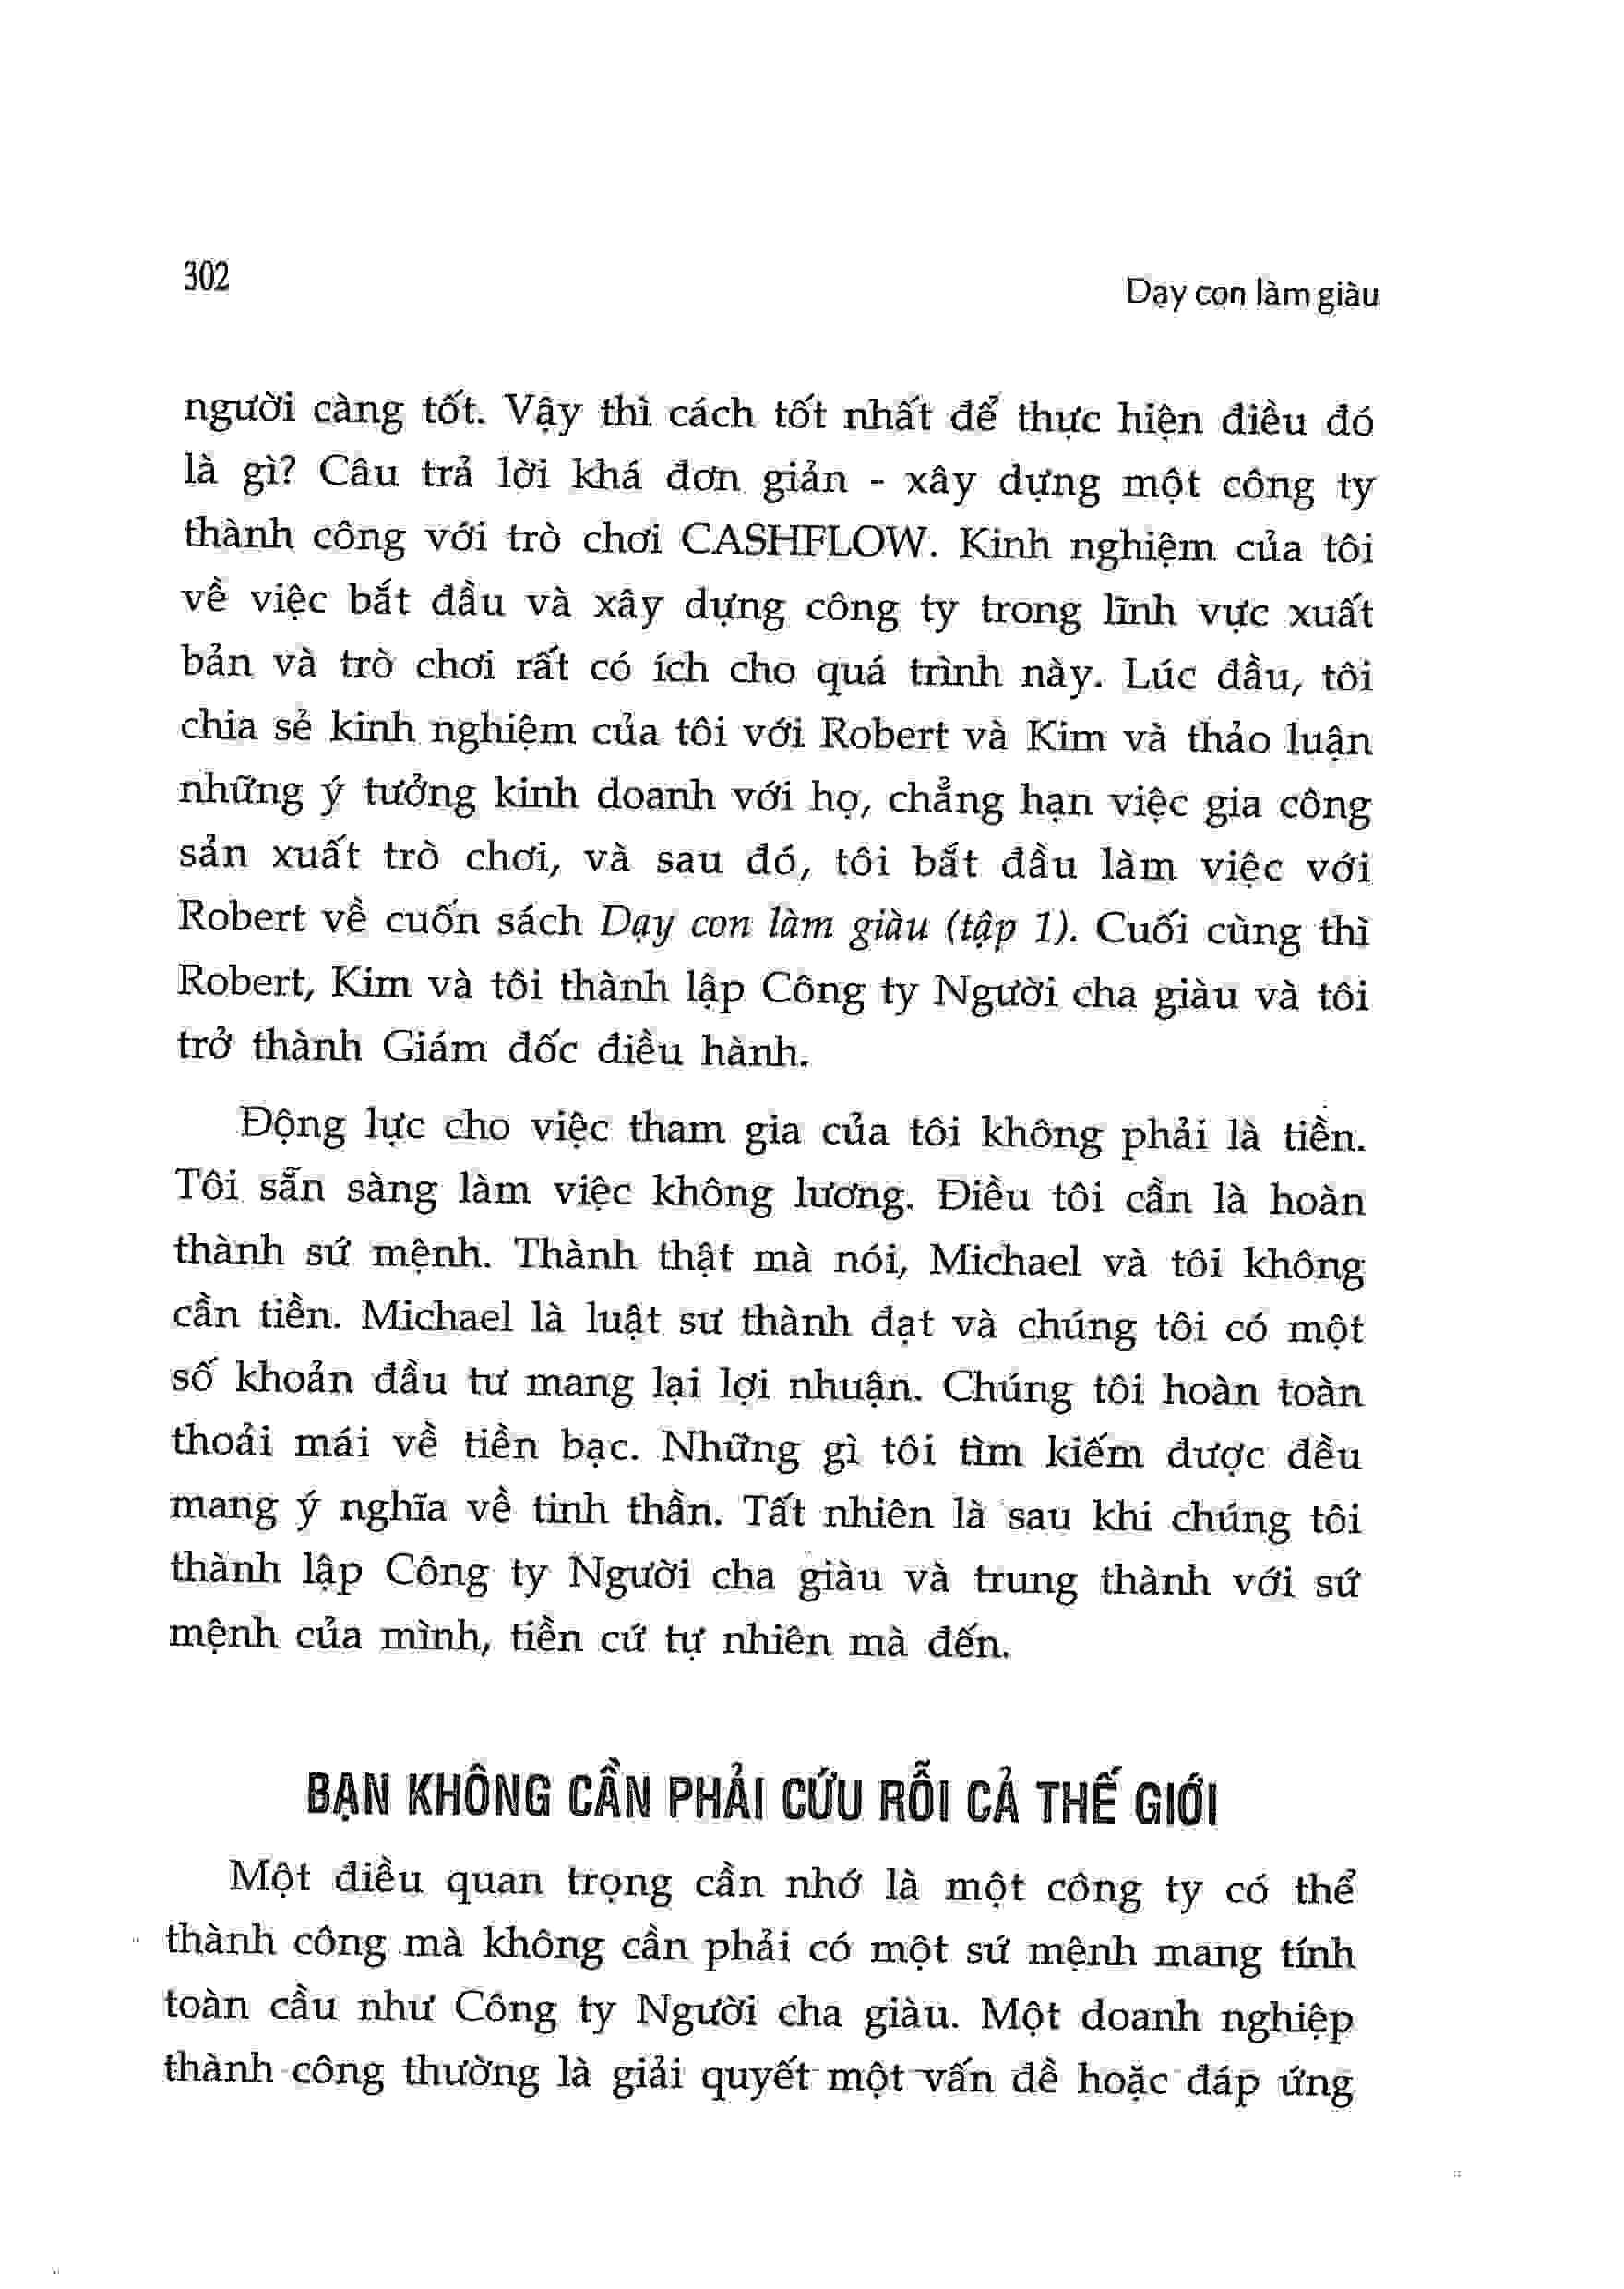 302
Dạy con làm giàu
người càng tốt. Vậy thì cách tốt nhất để thực hiện điều đó
là gì? Câu trả lời khá đơn giản - xây dựng một công ty
thành công với trò chơi CASHFLOW. Kinh nghiệm của tôi
về việc bắt đầu và xây dựng công ty trong lĩnh vực xuất
bản và trò chơi rất có ích cho quá trình này. Lúc đầu, tôi
chia sẻ kinh nghiệm của tôi với Robert và Kim và thảo luận
những ý tưởng kinh doanh với họ, chẳng hạn việc gia công
sản xuất trò chơi, và sau đó, tôi bắt đầu làm việc với
Robert về cuốn sách Dạy con làm giàu (tập 1). Cuối cùng thì
Robert, Kim và tôi thành lập Công ty Người cha giàu và tôi
trở thành Giám đốc điều hành.
Động lực cho việc tham gia của tôi không phải là tiền.
Tôi sẵn sàng làm việc không lương. Điều tôi cần là hoàn
thành sứ mệnh. Thành thật mà nói, Michael và tôi không
cần tiền. Michael là luật sư thành đạt và chúng tôi có một
số khoản đầu tư mang lại lợi nhuận. Chúng tôi hoàn toàn
thoải mái về tiền bạc. Những gì tôi tìm kiếm được đều
mang ý nghĩa về tinh thần. Tất nhiên là sau khi chúng tôi
thành lập Công ty Người cha giàu và trung thành với sứ
mệnh của mình, tiền cứ tự nhiên mà đến.
BẠN KHÔNG CẦN PHẢI CỨU RỖI CẢ THẾ GIỚI
Một điều quan trọng cần nhớ là một công ty có thể
thành công mà không cần phải có một sứ mệnh mang tính
toàn cầu như Công ty Người cha giàu. Một doanh nghiệp
thành công thường là giải quyết một vấn đề hoặc đáp ứng